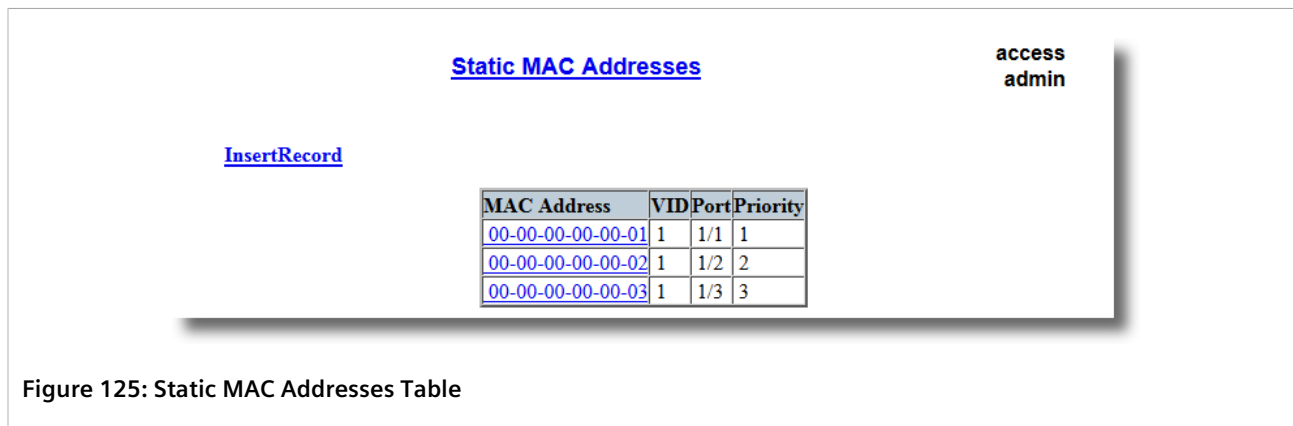 Static MAC Addresses
access
admin
InsertRecord
MAC Address VID Port Priority
00-00-00-00-00-01 1 1/1 1
00-00-00-00-00-02 1 1/2 2
00-00-00-00-00-03 1 1/3 3
Figure 125: Static MAC Addresses Table